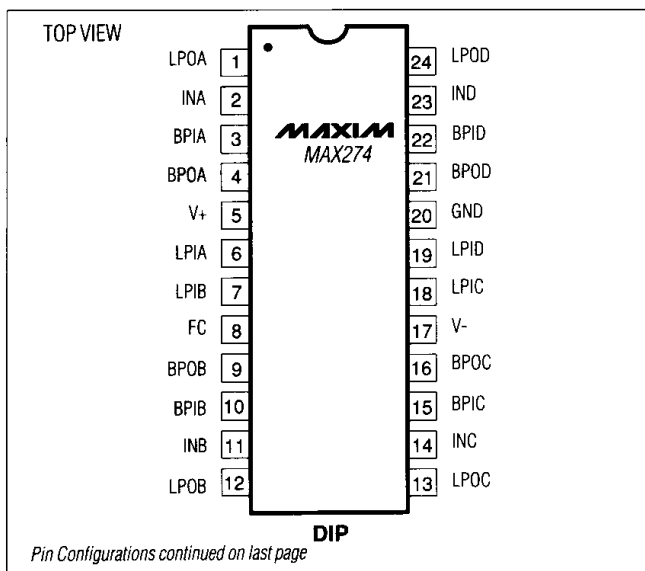 TOP VIEW
LPOA 1 24 LPOD
INA 2 23 IND
BPIA 3 22 BPID
BPOA 4 21 BPOD
V+ 5 20 GND
LPIA 6 19 LPID
LPIB 7 18 LPIC
FC 8 17 V-
BPOB 9 16 BPOC
BPIB 10 15 BPIC
INB 11 14 INC
LPOB 12 13 LPOC
MAXIM
MAX274
DIP
Pin Configurations continued on last page